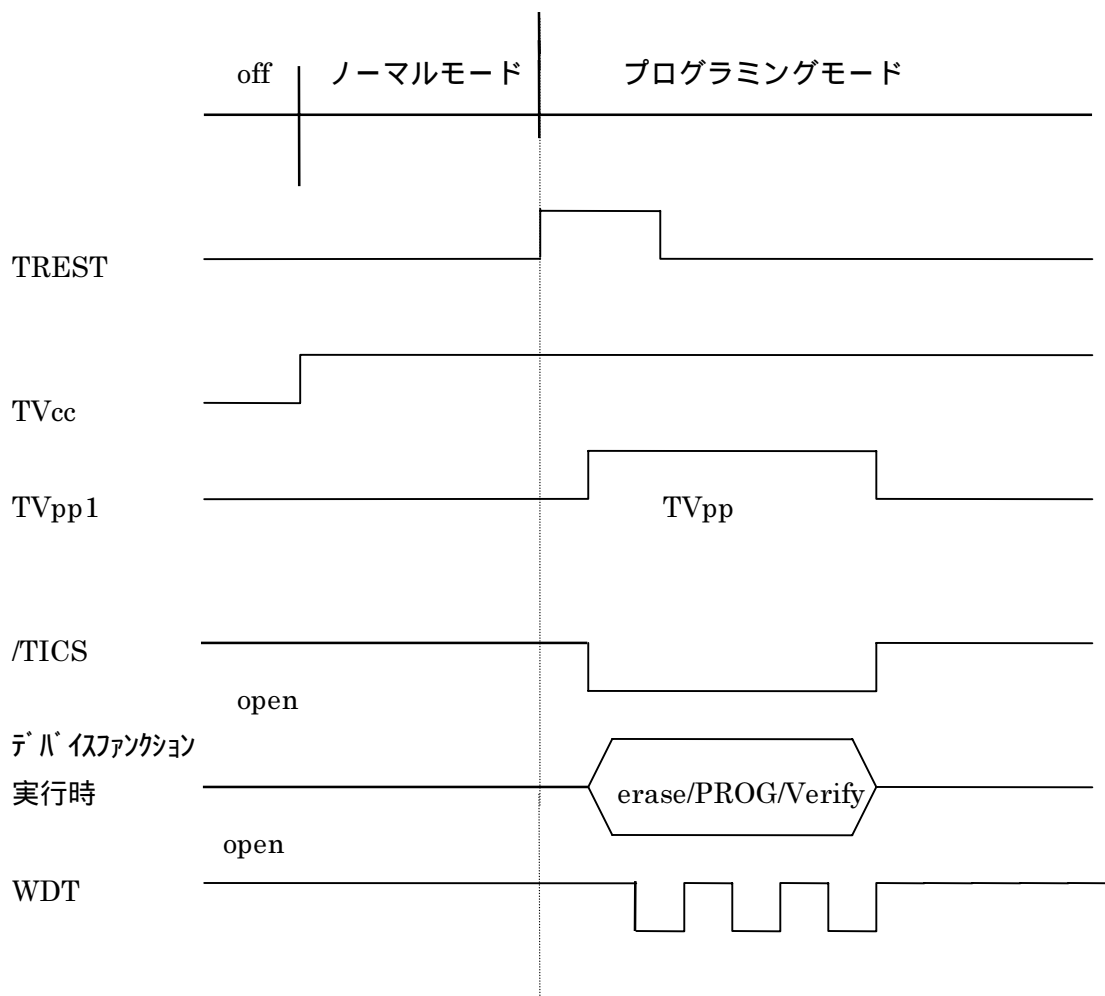 off ノーマルモード プログラミングモード
TREST
TVcc
TVpp1 TVpp
/TICS
open
ﾃﾞﾊﾞｲｽﾌｧﾝｸｼｮﾝ
実行時 erase/PROG/Verify
open
WDT